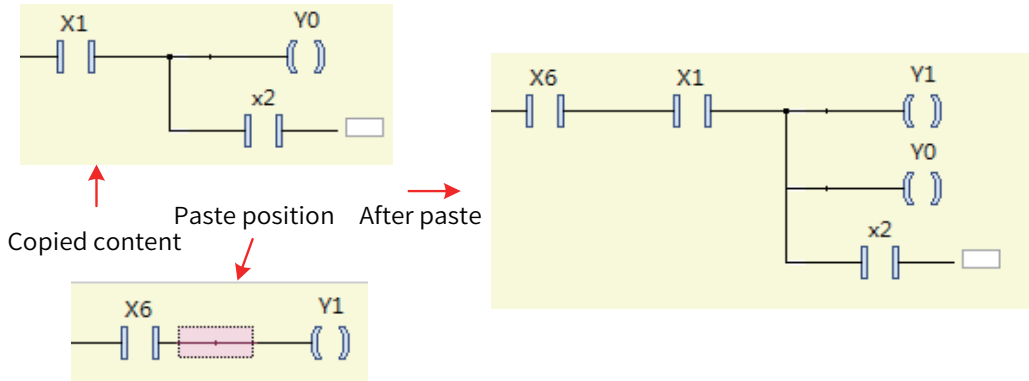 X1
Y0
x2
Copied content
Paste position
X6
Y1
After paste
X6
X1
Y1
Y0
x2